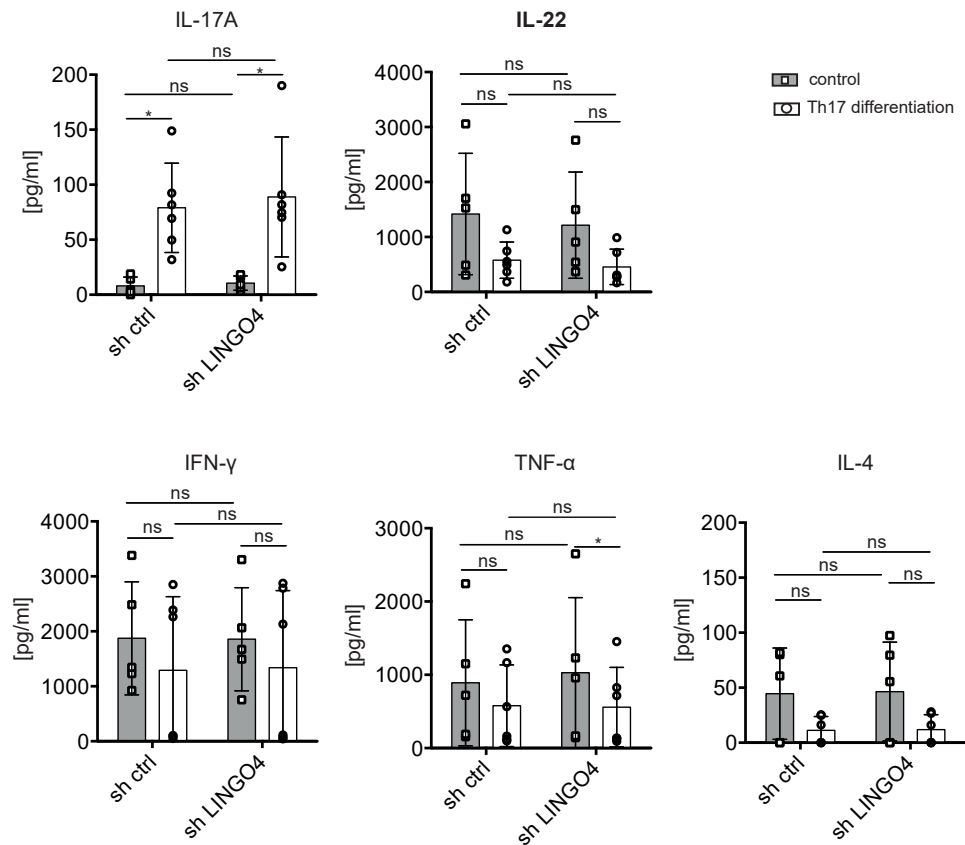 IL-17A
ns
ns
*
*
[pg/ml]
200
150
100
50
0
sh ctrl
sh LINGO4
IL-22
ns
ns
ns
ns
[pg/ml]
4000
3000
2000
1000
0
sh ctrl
sh LINGO4
control
Th17 differentiation
IFN-γ
ns
ns
ns
ns
[pg/ml]
4000
3000
2000
1000
0
sh ctrl
sh LINGO4
TNF-α
ns
ns
*
ns
[pg/ml]
3000
2000
1000
0
sh ctrl
sh LINGO4
IL-4
ns
ns
ns
ns
[pg/ml]
200
150
100
50
0
sh ctrl
sh LINGO4